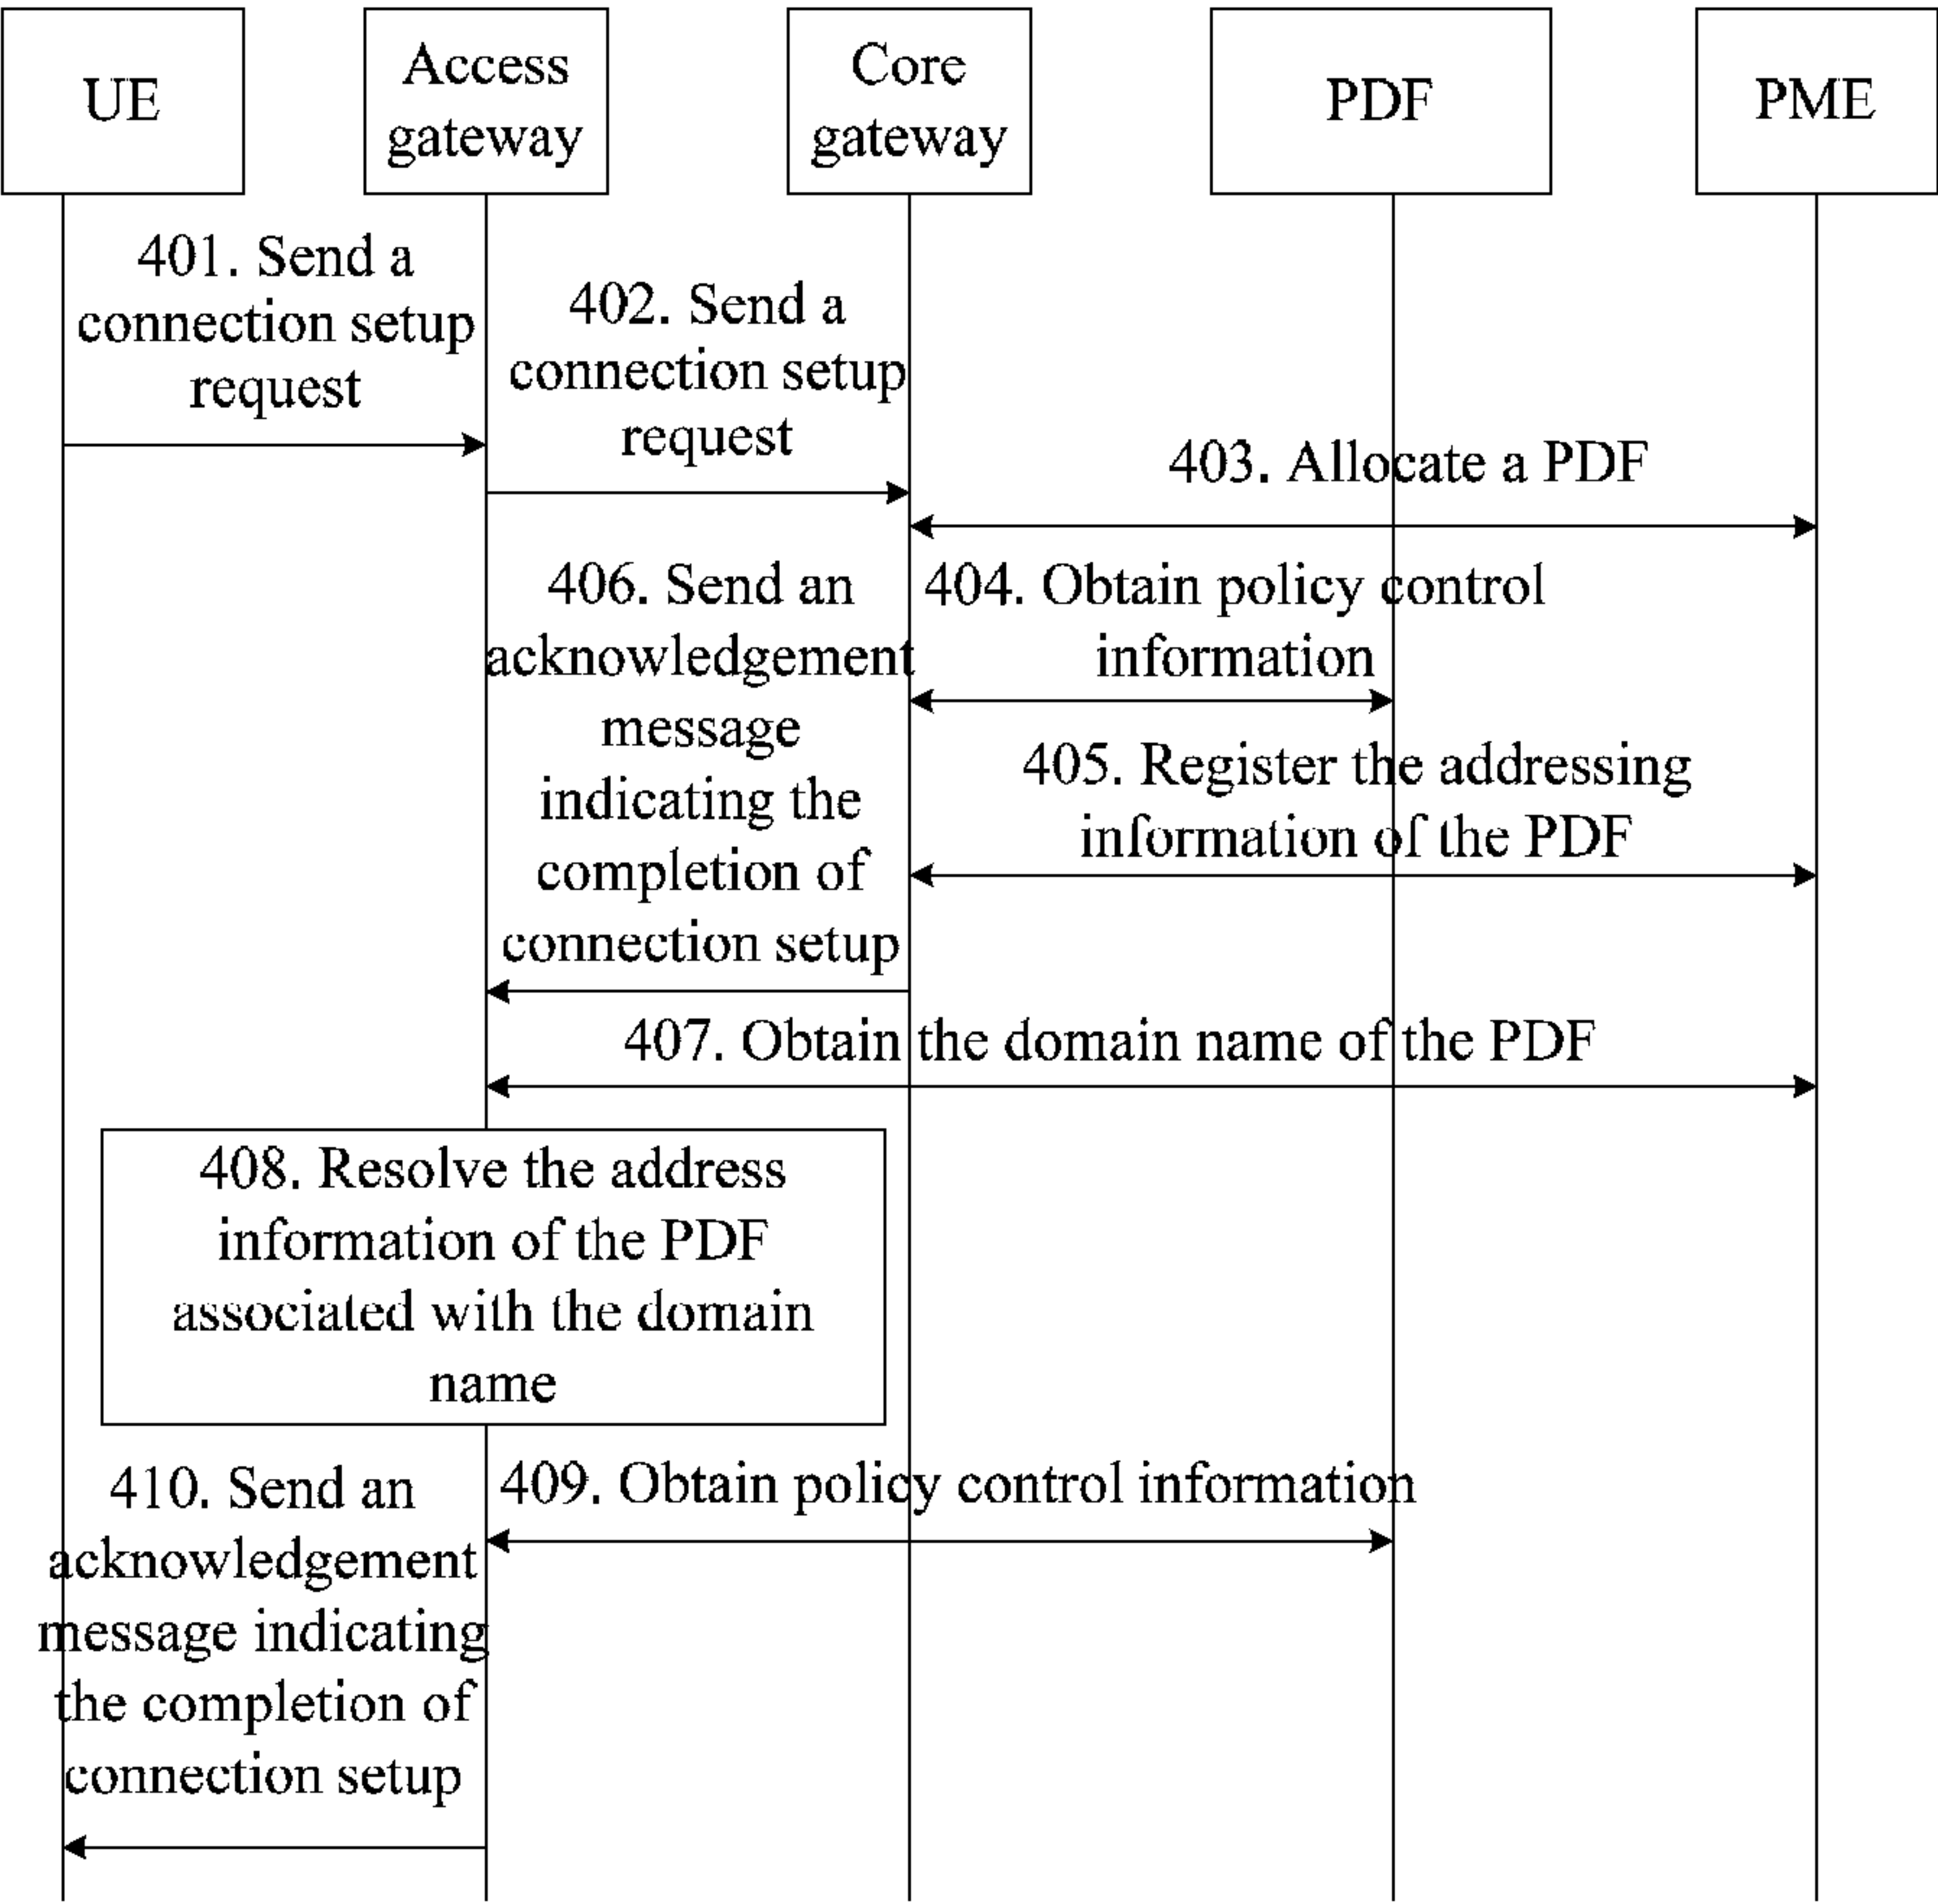 UE
Access
gateway
Core
gateway
PDF
PME
401. Send a
connection setup
request
402. Send a
connection setup
request
403. Allocate a PDF
404. Obtain policy control
information
405. Register the addressing
information of the PDF
406. Send an
acknowledgement
message
indicating the
completion of
connection setup
407. Obtain the domain name of the PDF
408. Resolve the address
information of the PDF
associated with the domain
name
409. Obtain policy control information
410. Send an
acknowledgement
message indicating
the completion of
connection setup